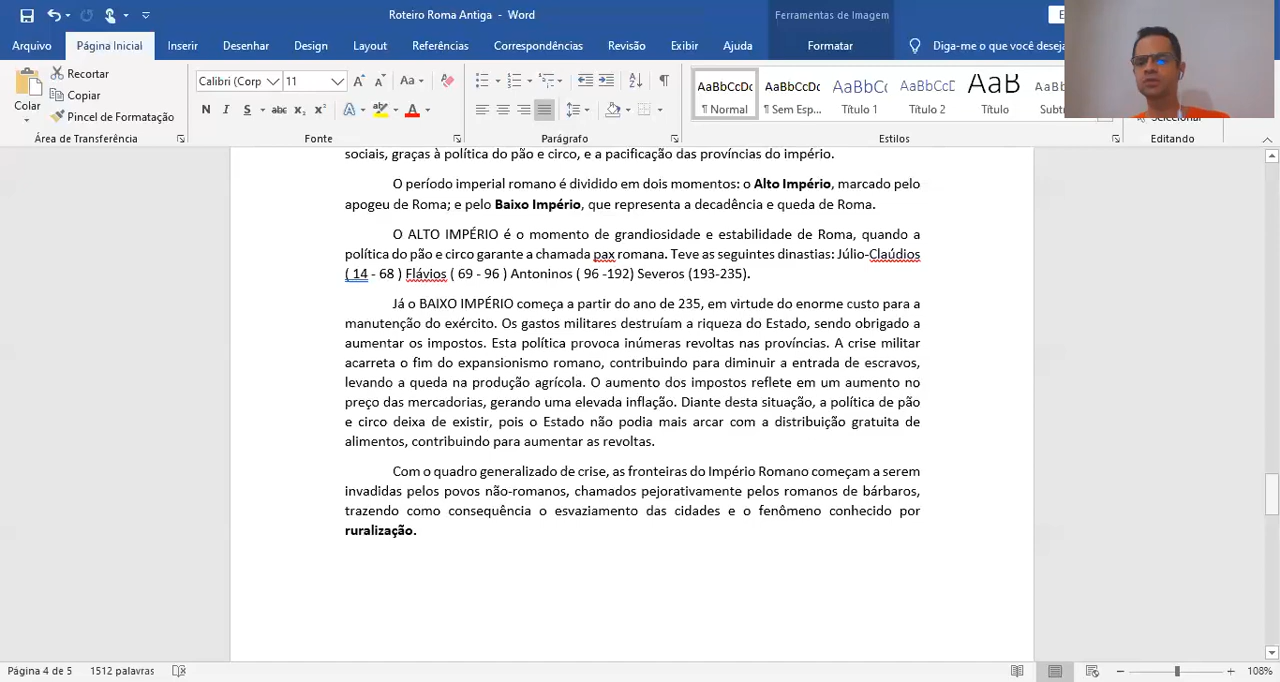 Roteiro Roma Antiga - Word
Ferramentas de Imagem
E
Arquivo Página Inicial Inserir Desenhar Design Layout Referências Correspondências Revisão Exibir Ajuda Formatar Diga-me o que você deseja
Colar
Recortar
Copiar
Pincel de Formatação
Área de Transferência
Calibri (Corp 11
Aa
N I S abc x₂ x²
A A
Fonte
Parágrafo
AaBbCcDc AaBbCcDc AaBbCc AaBbCcD AaB AaBbCcD
¶ Normal ¶ Sem Espa... Título 1 Título 2 Título Subt
Estilos
Selecionar
Editando
sociais, graças à política do pão e circo, e a pacificação das províncias do império.
O período imperial romano é dividido em dois momentos: o Alto Império, marcado pelo
apogeu de Roma; e pelo Baixo Império, que representa a decadência e queda de Roma.
O ALTO IMPÉRIO é o momento de grandiosidade e estabilidade de Roma, quando a
política do pão e circo garante a chamada pax romana. Teve as seguintes dinastias: Júlio-Claúdios
( 14 - 68 ) Flávios ( 69 - 96 ) Antoninos ( 96 -192) Severos (193-235).
Já o BAIXO IMPÉRIO começa a partir do ano de 235, em virtude do enorme custo para a
manutenção do exército. Os gastos militares destruíam a riqueza do Estado, sendo obrigado a
aumentar os impostos. Esta política provoca inúmeras revoltas nas províncias. A crise militar
acarreta o fim do expansionismo romano, contribuindo para diminuir a entrada de escravos,
levando a queda na produção agrícola. O aumento dos impostos reflete em um aumento no
preço das mercadorias, gerando uma elevada inflação. Diante desta situação, a política de pão
e circo deixa de existir, pois o Estado não podia mais arcar com a distribuição gratuita de
alimentos, contribuindo para aumentar as revoltas.
Com o quadro generalizado de crise, as fronteiras do Império Romano começam a serem
invadidas pelos povos não-romanos, chamados pejorativamente pelos romanos de bárbaros,
trazendo como consequência o esvaziamento das cidades e o fenômeno conhecido por
ruralização.
Página 4 de 5 1512 palavras
108%